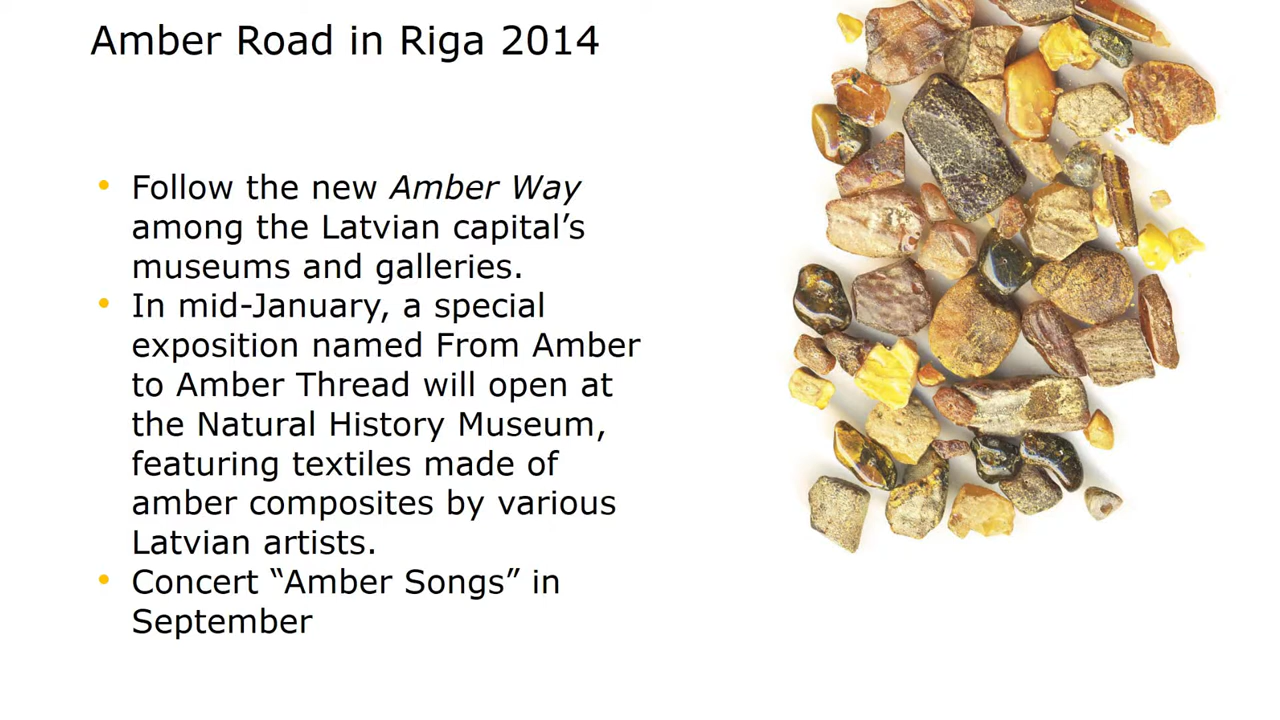 Amber Road in Riga 2014
• Follow the new Amber Way
among the Latvian capital’s
museums and galleries.
• In mid-January, a special
exposition named From Amber
to Amber Thread will open at
the Natural History Museum,
featuring textiles made of
amber composites by various
Latvian artists.
• Concert “Amber Songs” in
September